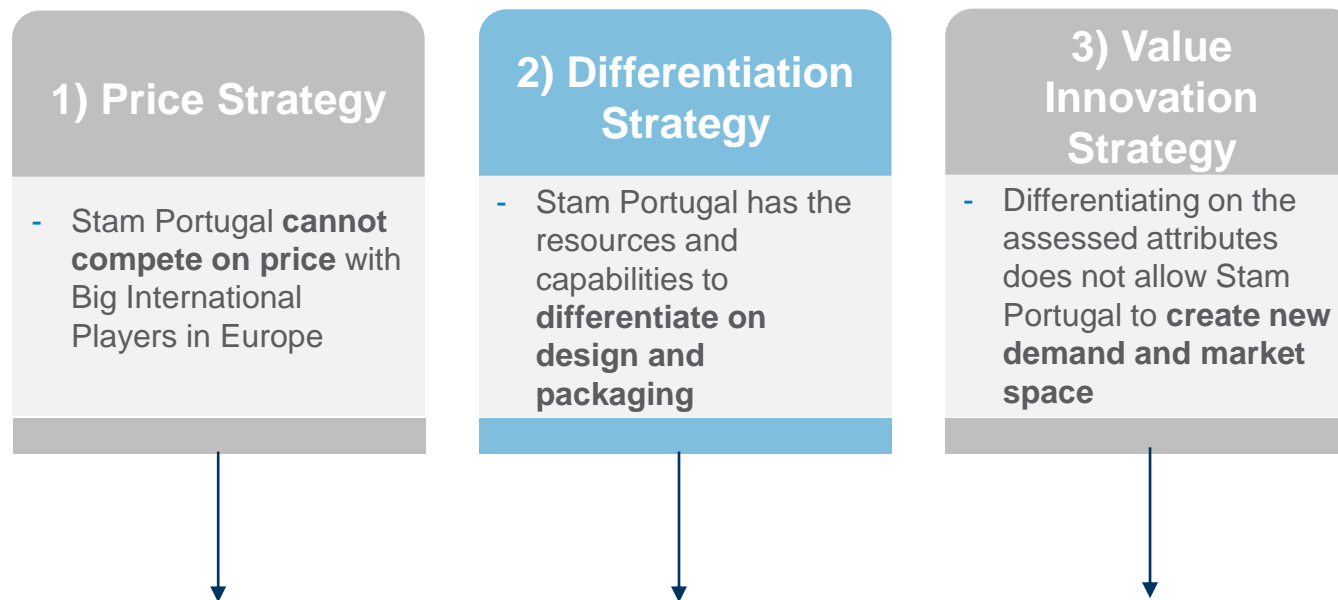 1) Price Strategy
- Stam Portugal cannot
compete on price with
Big International
Players in Europe
2) Differentiation
Strategy
- Stam Portugal has the
resources and
capabilities to
differentiate on
design and
packaging
3) Value
Innovation
Strategy
- Differentiating on the
assessed attributes
does not allow Stam
Portugal to create new
demand and market
space